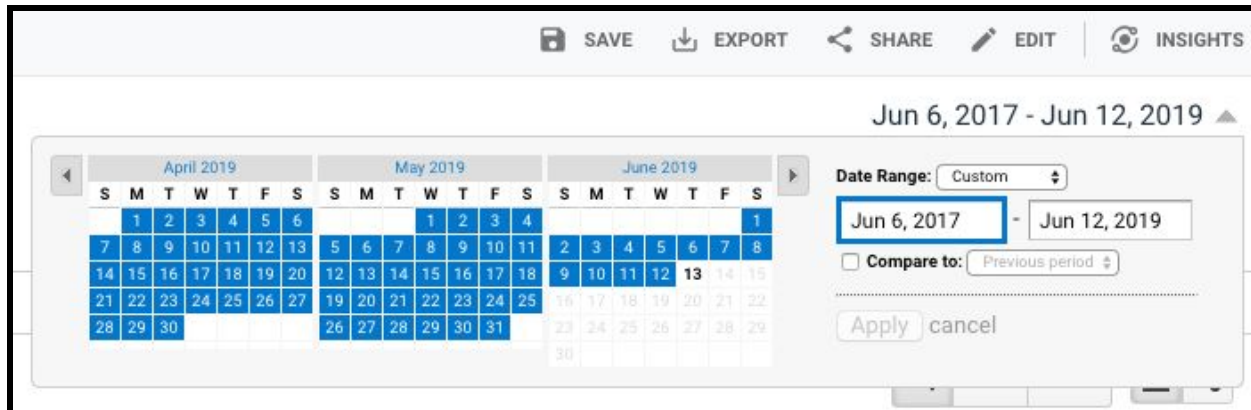 SAVE EXPORT SHARE EDIT INSIGHTS
Jun 6, 2017 - Jun 12, 2019
April 2019 May 2019 June 2019
S M T W T F S S M T W T F S S M T W T F S
1 2 3 4 5 6 1 2 3 4 1
7 8 9 10 11 12 13 5 6 7 8 9 10 11 2 3 4 5 6 7 8
14 15 16 17 18 19 20 12 13 14 15 16 17 18 9 10 11 12 13 14 15
21 22 23 24 25 26 27 19 20 21 22 23 24 25 16 17 18 19 20 21 22
28 29 30 26 27 28 29 30 31 23 24 25 26 27 28 29
30
Date Range: Custom
Jun 6, 2017 - Jun 12, 2019
Compare to: Previous period
Apply cancel